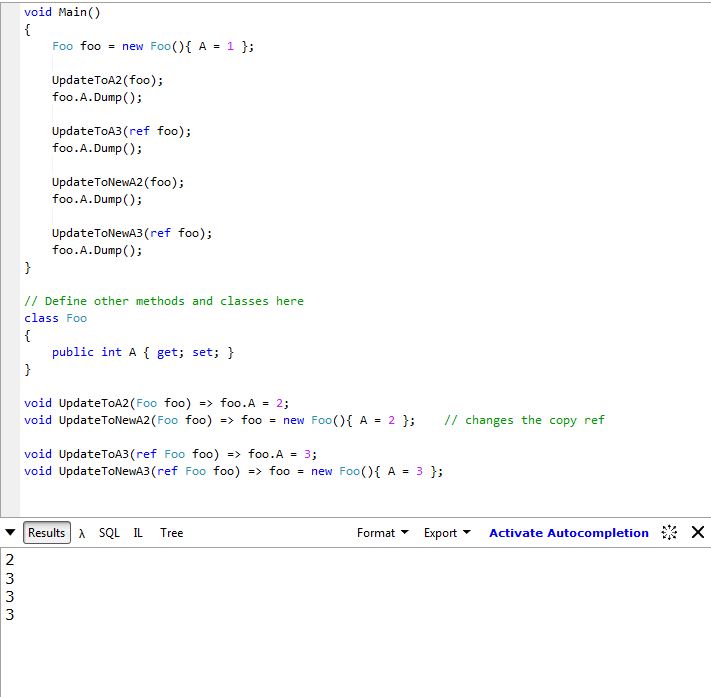 void Main()
{
    Foo foo = new Foo(){ A = 1 };

    UpdateToA2(foo);
    foo.A.Dump();

    UpdateToA3(ref foo);
    foo.A.Dump();

    UpdateToNewA2(foo);
    foo.A.Dump();

    UpdateToNewA3(ref foo);
    foo.A.Dump();
}

// Define other methods and classes here
class Foo
{
    public int A { get; set; }
}

void UpdateToA2(Foo foo) => foo.A = 2;
void UpdateToNewA2(Foo foo) => foo = new Foo(){ A = 2 };    // changes the copy ref

void UpdateToA3(ref Foo foo) => foo.A = 3;
void UpdateToNewA3(ref Foo foo) => foo = new Foo(){ A = 3 };
Results λ SQL IL Tree Format Export Activate Autocompletion
2
3
3
3